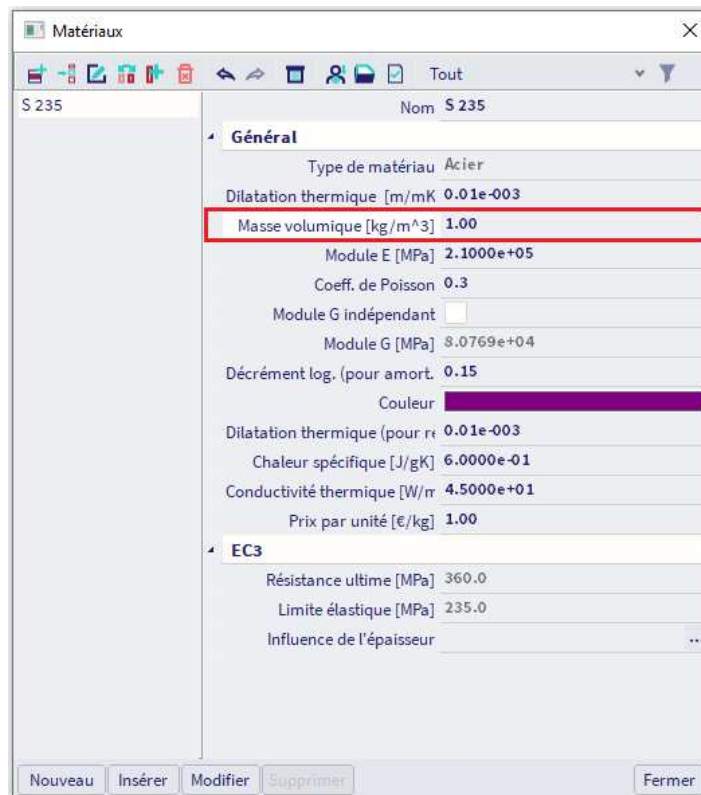 Matériaux
Tout
S 235
Nom S 235
Général
Type de matériau Acier
Dilatation thermique [m/mK 0.01e-003
Masse volumique [kg/m^3] 1.00
Module E [MPa] 2.1000e+05
Coeff. de Poisson 0.3
Module G indépendant
Module G [MPa] 8.0769e+04
Décrément log. (pour amort. 0.15
Couleur
Dilatation thermique (pour re 0.01e-003
Chaleur spécifique [J/gK] 6.0000e-01
Conductivité thermique [W/m 4.5000e+01
Prix par unité [€/kg] 1.00
EC3
Résistance ultime [MPa] 360.0
Limite élastique [MPa] 235.0
Influence de l'épaisseur ...
Nouveau Insérer Modifier Supprimer Fermer